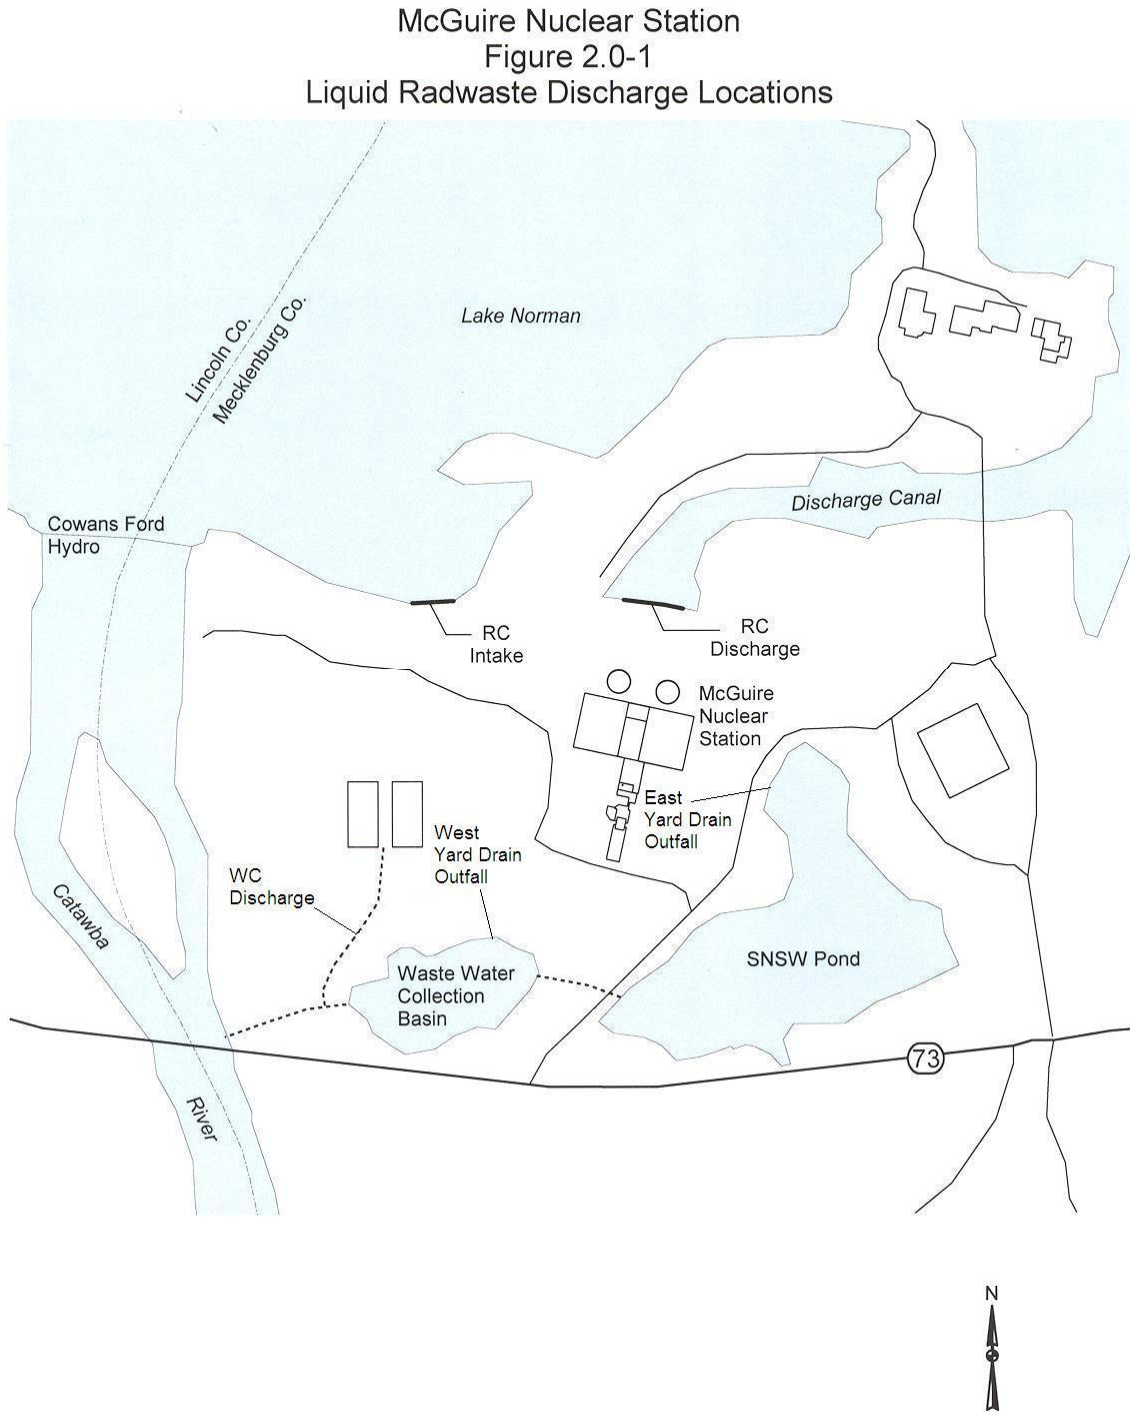 McGuire Nuclear Station
Figure 2.0-1
Liquid Radwaste Discharge Locations
Lake Norman
Lincoln Co.
Mecklenburg Co.
Discharge Canal
Cowans Ford
Hydro
RC
Intake
RC
Discharge
McGuire
Nuclear
Station
East
Yard Drain
Outfall
West
Yard Drain
Outfall
WC
Discharge
Catawba
SNSW Pond
Waste Water
Collection
Basin
73
River
N